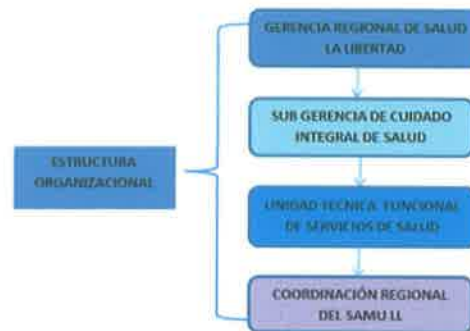 GERENCIA REGIONAL DE SALUD
LA LIBERTAD
SUB GERENCIA DE CUIDADO
INTEGRAL DE SALUD
ESTRUCTURA
ORGANIZACIONAL
UNIDAD TECNICA FUNCIONAL
DE SERVICIOS DE SALUD
COORDINACIÓN REGIONAL
DEL SAMU LL